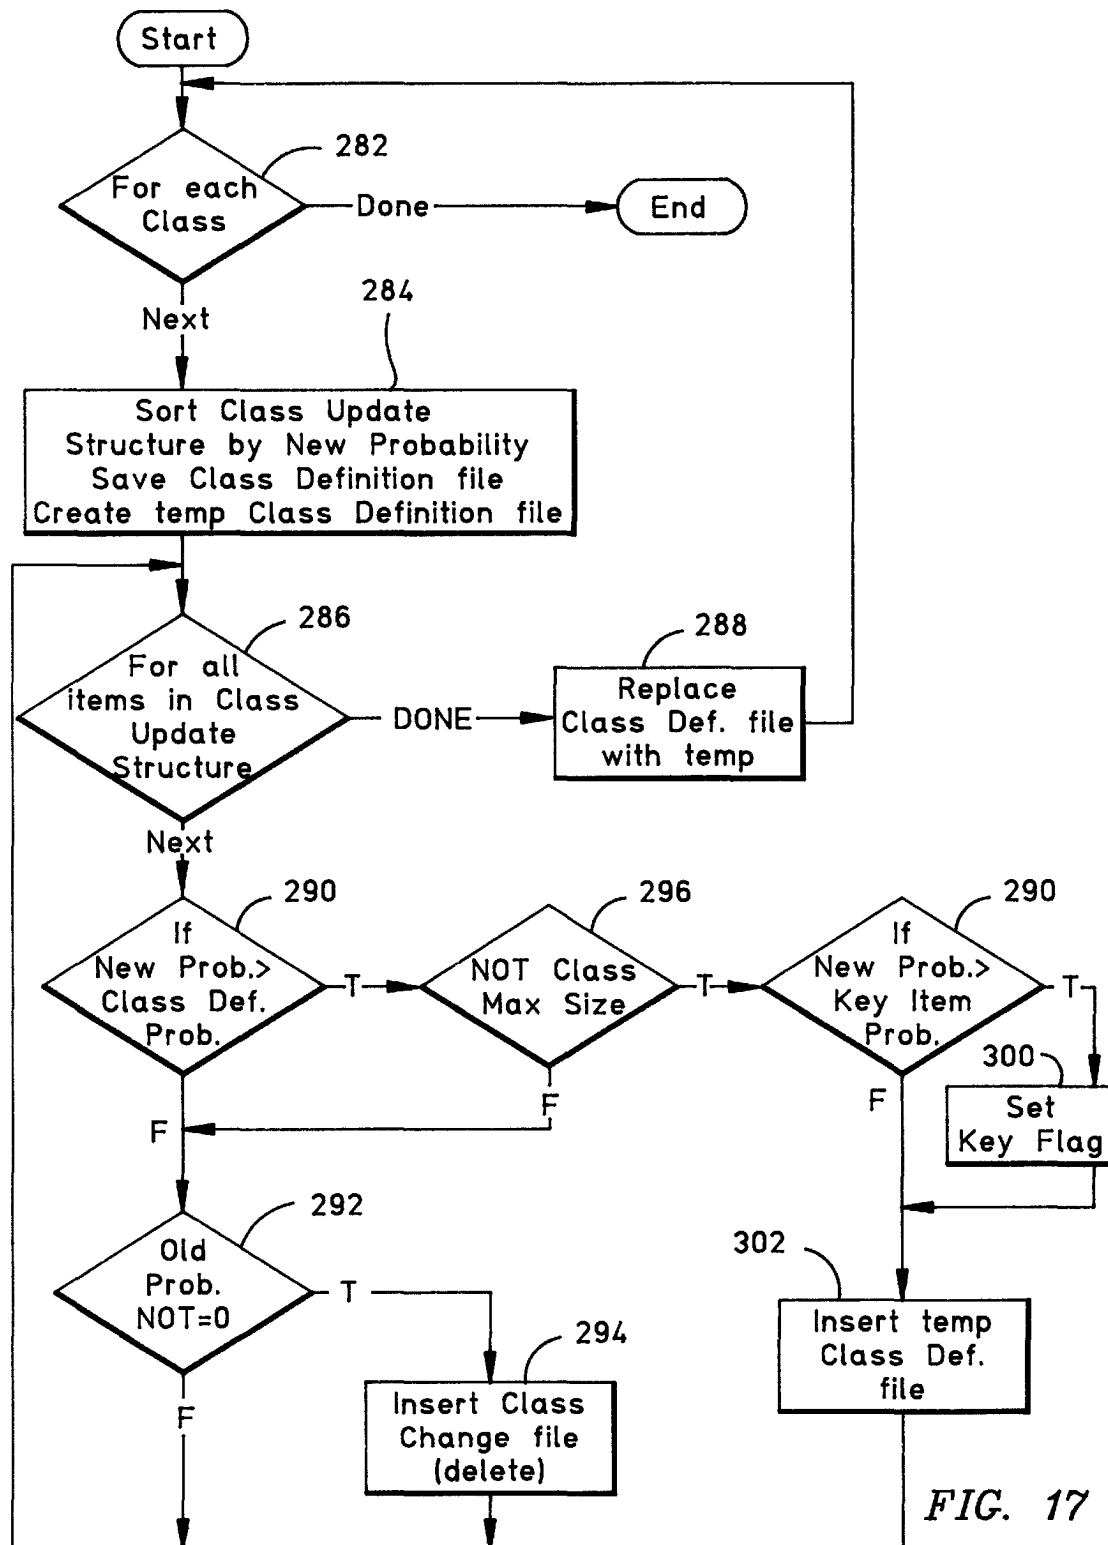 Start
282
For each
Class
Done
End
Next
284
Sort Class Update
Structure by New Probability
Save Class Definition file
Create temp Class Definition file
286
For all
items in Class
Update
Structure
DONE
288
Replace
Class Def. file
with temp
Next
290
If
New Prob.>
Class Def.
Prob.
T
296
NOT Class
Max Size
T
290
If
New Prob.>
Key Item
Prob.
T
300
Set
Key Flag
F
F
F
292
Old
Prob.
NOT=0
T
302
Insert temp
Class Def.
file
294
Insert Class
Change file
(delete)
F
FIG. 17